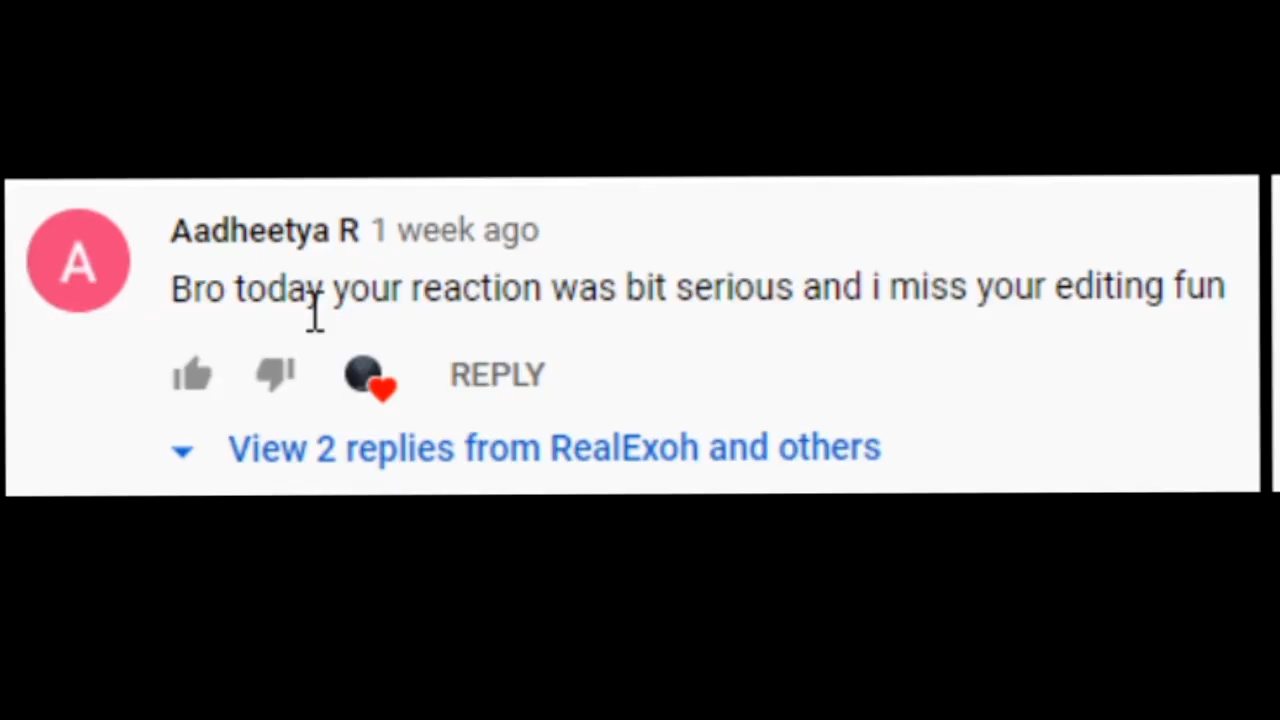 A
Aadheetya R 1 week ago
Bro today your reaction was bit serious and i miss your editing fun
REPLY
View 2 replies from RealExoh and others